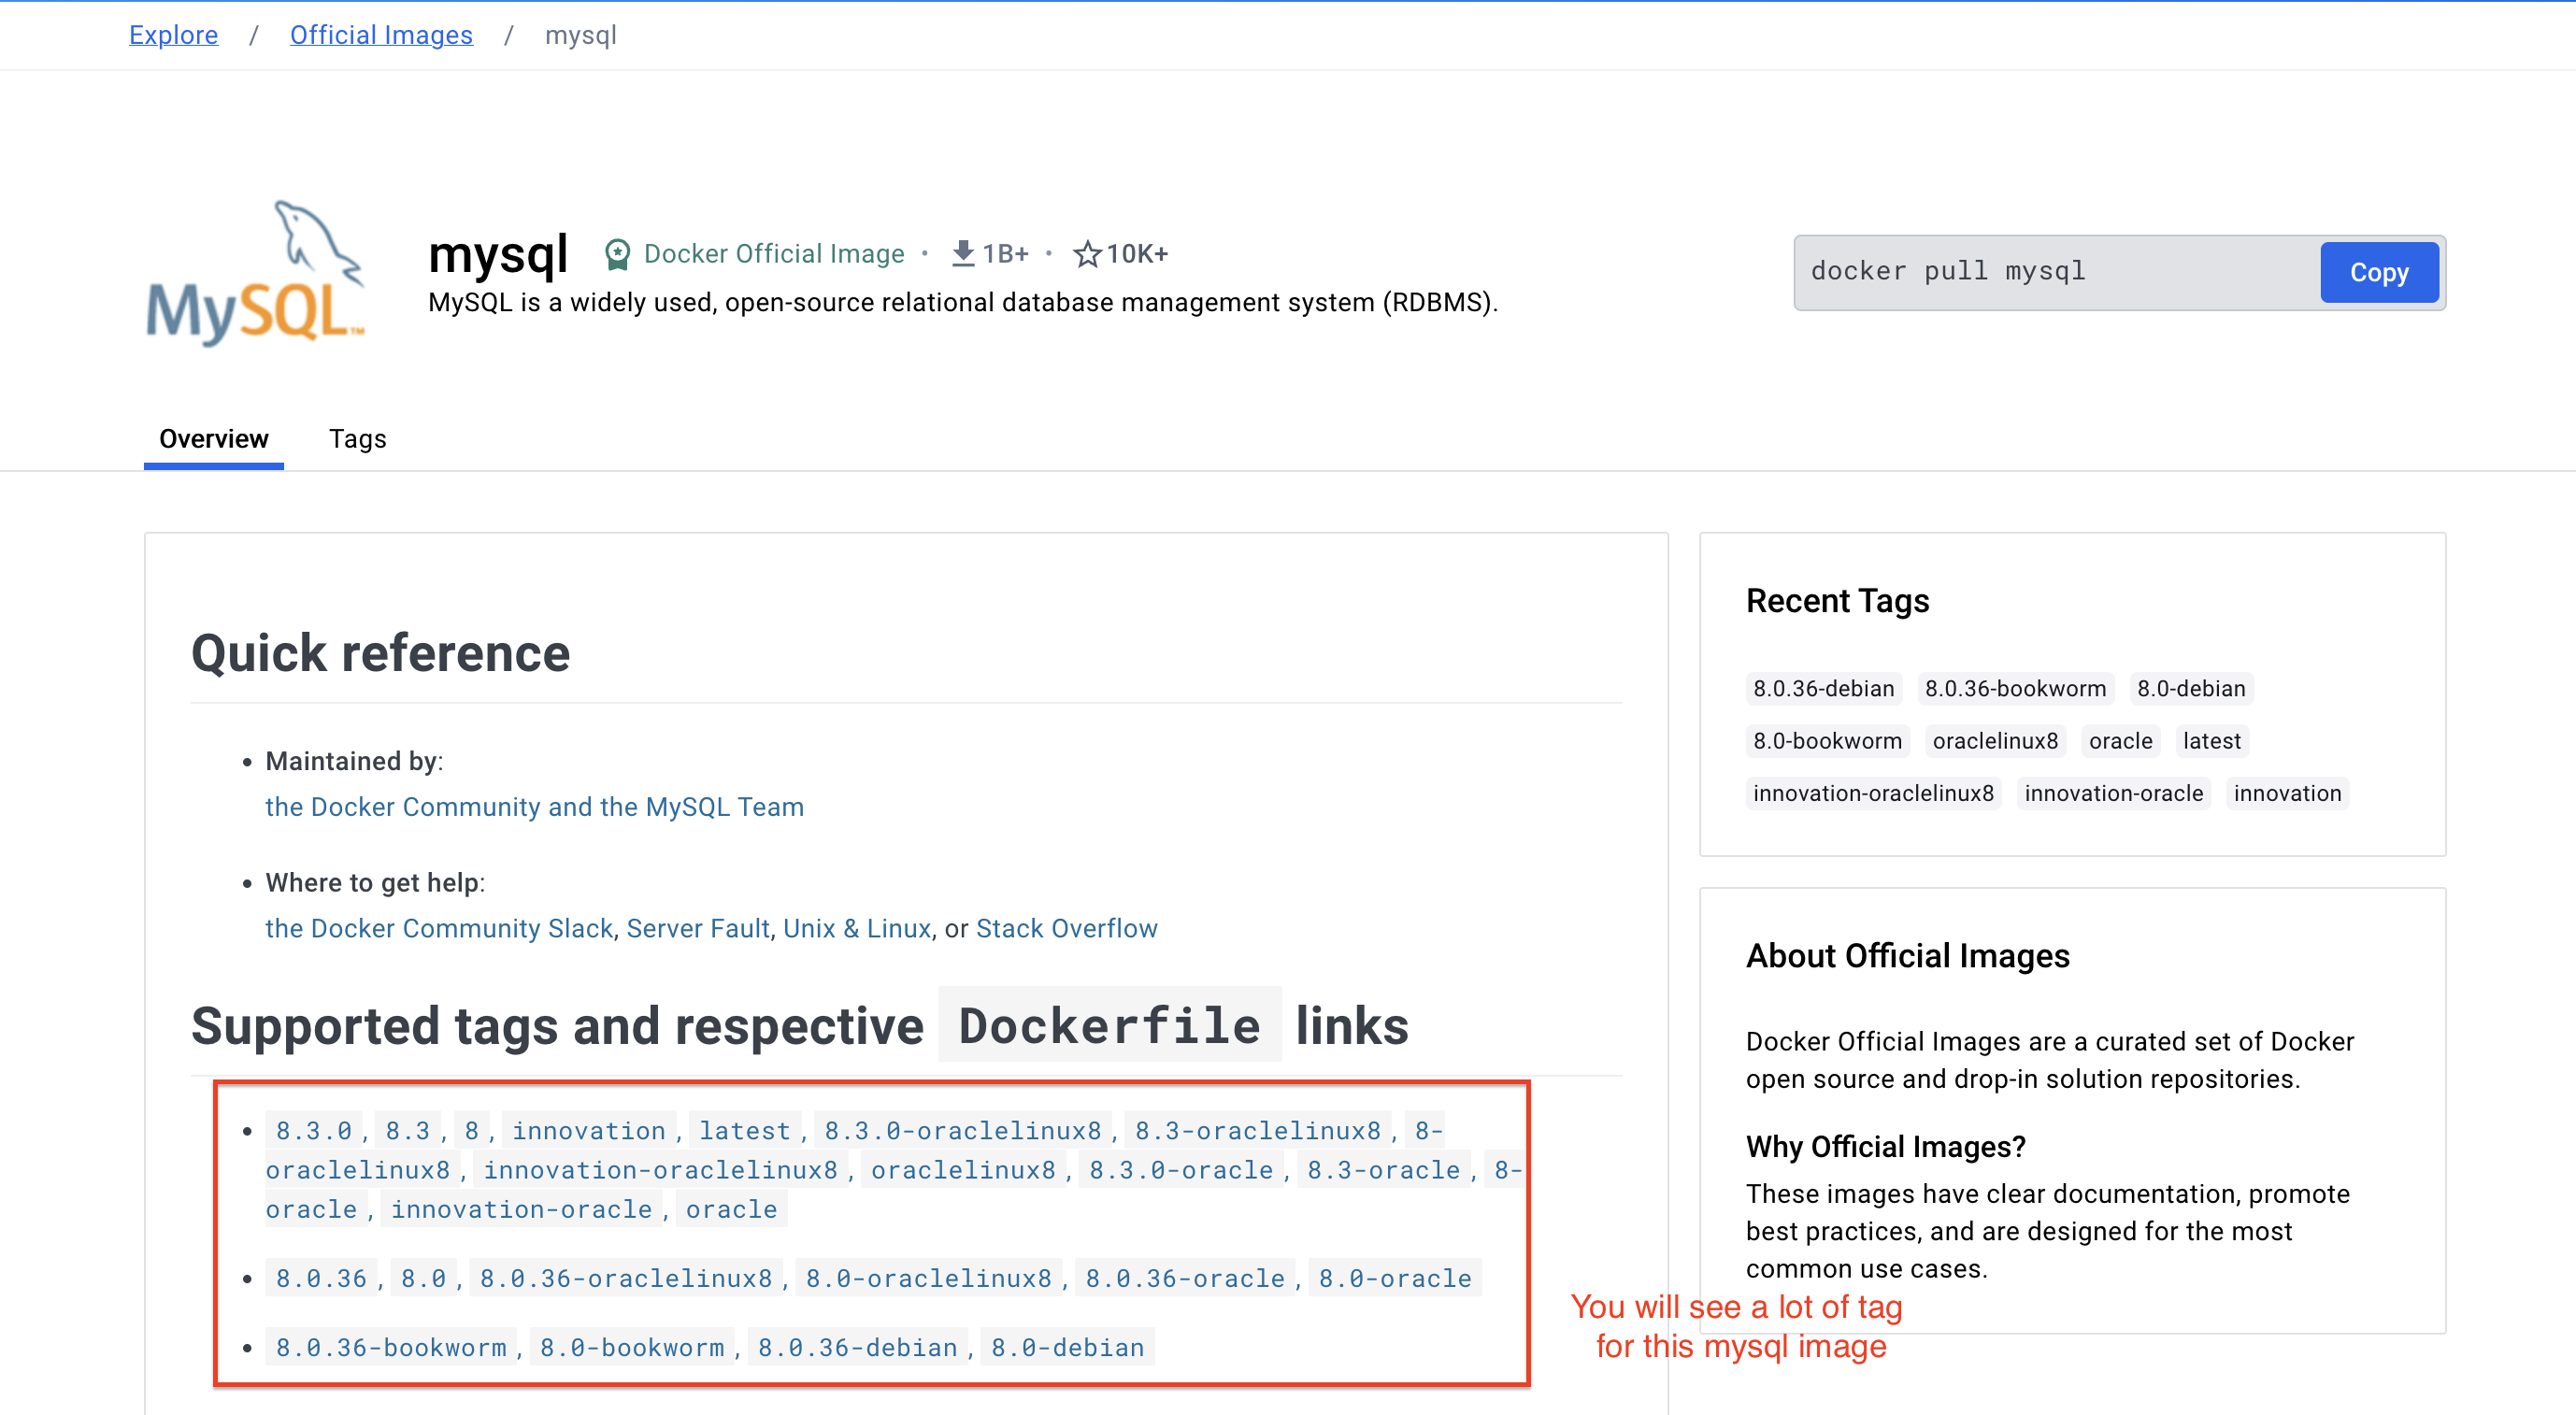 Explore / Official Images / mysql
MySQL™
mysql Docker Official Image • 1B+ • 10K+
MySQL is a widely used, open-source relational database management system (RDBMS).
docker pull mysql Copy
Overview Tags
Quick reference
• Maintained by:
the Docker Community and the MySQL Team
• Where to get help:
the Docker Community Slack, Server Fault, Unix & Linux, or Stack Overflow
Supported tags and respective Dockerfile links
• 8.3.0, 8.3, 8, innovation, latest, 8.3.0-oraclelinux8, 8.3-oraclelinux8, 8-
oraclelinux8, innovation-oraclelinux8, oraclelinux8, 8.3.0-oracle, 8.3-oracle, 8-
oracle, innovation-oracle, oracle
• 8.0.36, 8.0, 8.0.36-oraclelinux8, 8.0-oraclelinux8, 8.0.36-oracle, 8.0-oracle
• 8.0.36-bookworm, 8.0-bookworm, 8.0.36-debian, 8.0-debian
Recent Tags
8.0.36-debian 8.0.36-bookworm 8.0-debian
8.0-bookworm oraclelinux8 oracle latest
innovation-oraclelinux8 innovation-oracle innovation
About Official Images
Docker Official Images are a curated set of Docker
open source and drop-in solution repositories.
Why Official Images?
These images have clear documentation, promote
best practices, and are designed for the most
common use cases.
You will see a lot of tag
for this mysql image